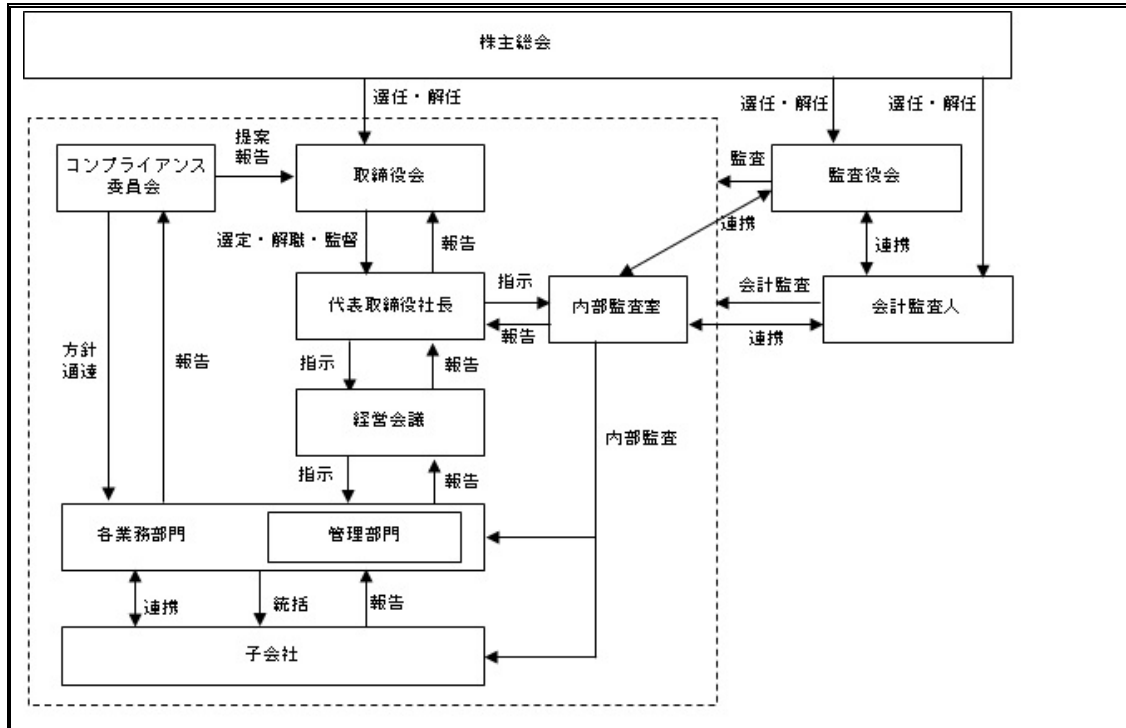 株主総会
選任・解任
選任・解任
選任・解任
提案
報告
コンプライアンス
委員会
取締役会
監査
監査役会
選定・解職・監督
報告
連携
連携
代表取締役社長
指示
報告
内部監査室
会計監査
連携
会計監査人
方針
通達
報告
指示
報告
経営会議
内部監査
指示
報告
各業務部門
管理部門
連携
統括
報告
子会社